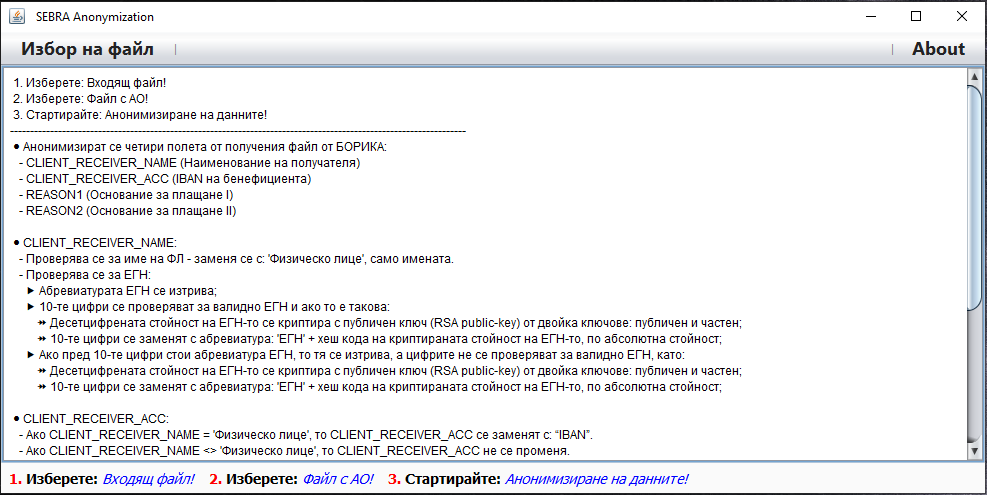 SEBRA Anonymization
Избор на файл
About
1. Изберете: Входящ файл!
2. Изберете: Файл с АО!
3. Стартирайте: Анонимизиране на данните!
------------------------------------------------------------------------------------------------------------------
● Анонимизират се четири полета от получения файл от БОРИКА:
- CLIENT_RECEIVER_NAME (Наименование на получателя)
- CLIENT_RECEIVER_ACC (IBAN на бенефициента)
- REASON1 (Основание за плащане I)
- REASON2 (Основание за плащане II)
● CLIENT_RECEIVER_NAME:
- Проверява се за име на ФЛ - заменя се с: 'Физическо лице', само имената.
- Проверява се за ЕГН:
► Абревиатурата ЕГН се изтрива;
► 10-те цифри се проверяват за валидно ЕГН и ако то е такова:
↠ Десетцифрената стойност на ЕГН-то се криптира с публичен ключ (RSA public-key) от двойка ключове: публичен и частен;
↠ 10-те цифри се заменят с абревиатура: 'ЕГН' + хеш кода на криптираната стойност на ЕГН-то, по абсолютна стойност;
► Ако пред 10-те цифри стои абревиатура ЕГН, то тя се изтрива, а цифрите не се проверяват за валидно ЕГН, като:
↠ Десетцифрената стойност на ЕГН-то се криптира с публичен ключ (RSA public-key) от двойка ключове: публичен и частен;
↠ 10-те цифри се заменят с абревиатура: 'ЕГН' + хеш кода на криптираната стойност на ЕГН-то, по абсолютна стойност;
● CLIENT_RECEIVER_ACC:
- Ако CLIENT_RECEIVER_NAME = 'Физическо лице', то CLIENT_RECEIVER_ACC се заменят с: “IBAN”.
- Ако CLIENT_RECEIVER_NAME <> 'Физическо лице', то CLIENT_RECEIVER_ACC не се променя.
1. Изберете: Входящ файл! 2. Изберете: Файл с АО! 3. Стартирайте: Анонимизиране на данните!